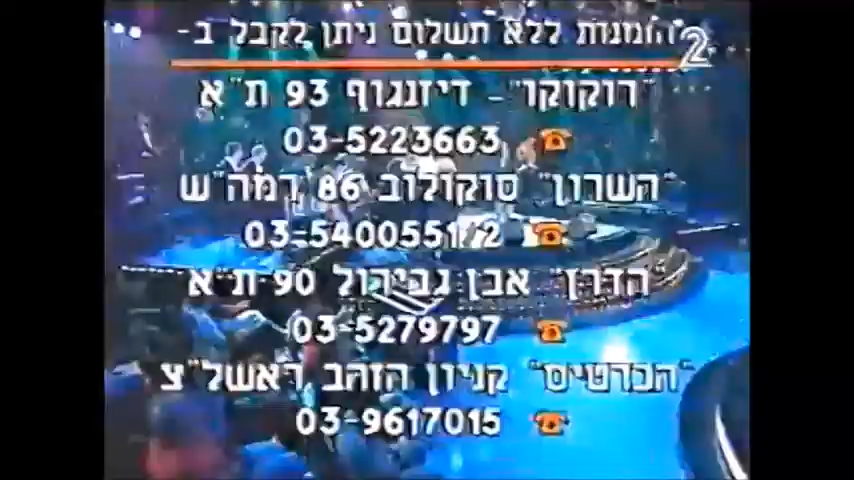 הזמנות ללא תשלום ניתן לקבל ב-
2
"רוקוקו" - דיזנגוף 93 ת"א
03-5223663
"השרון" סוקולוב 86 רמה"ש
03-5400551/2
"הדרן" אבן גבירול 90 ת"א
03-5279797
"הכרטיס" קניון הזהב ראשל"צ
03-9617015